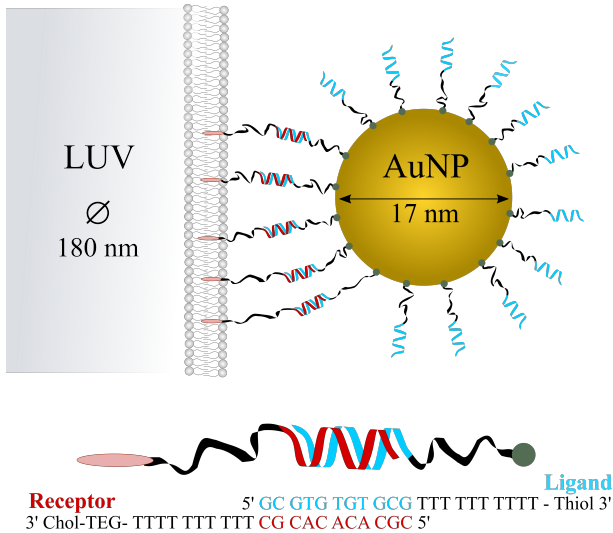 LUV
∅
180 nm
AuNP
17 nm
Ligand
Receptor
5' GC GTG TGT GCG TTT TTT TTTT - Thiol 3'
3' Chol-TEG- TTTT TTT TTT CG CAC ACA CGC 5'